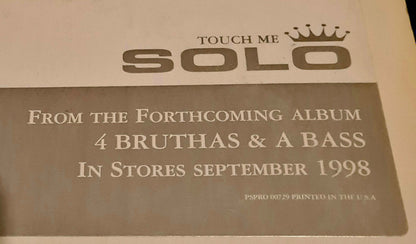 TOUCH ME
SOLO
FROM THE FORTHCOMING ALBUM
4 BRUTHAS & A BASS
IN STORES SEPTEMBER 1998
PSPRO 00729 PRINTED IN THE U.S.A